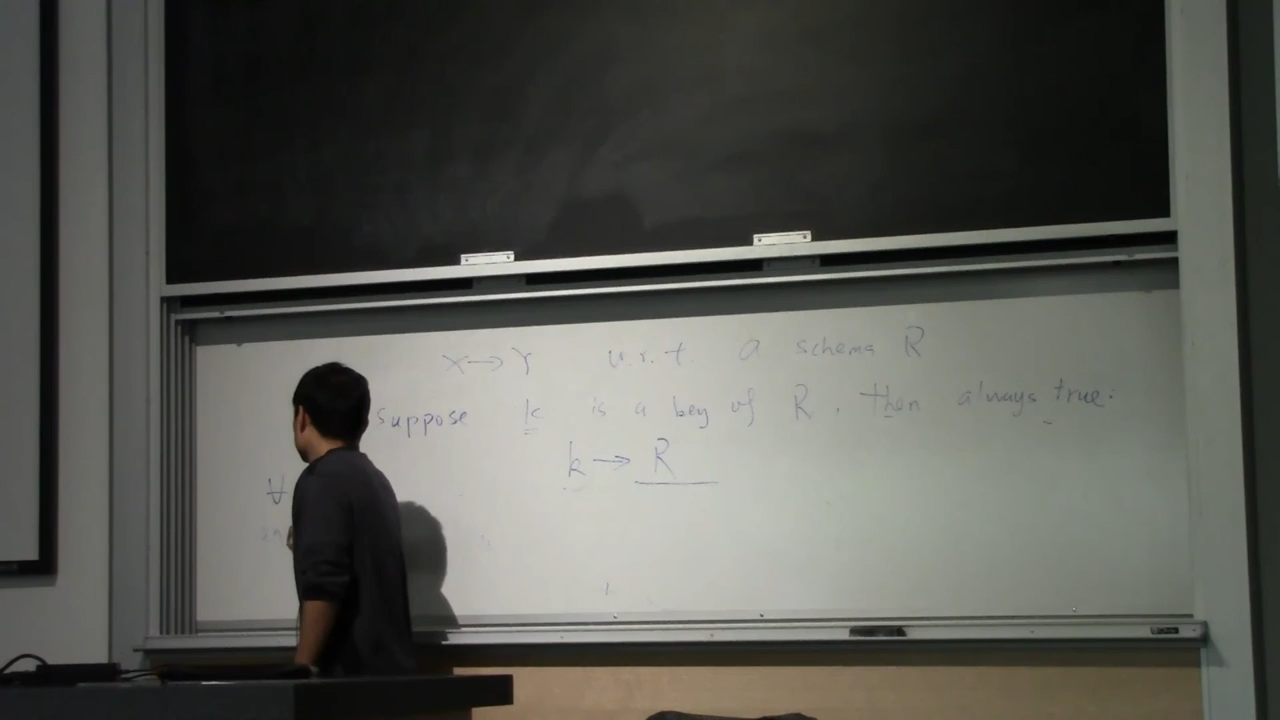 X → Y w.r.t. a schema R
Suppose k is a key of R, then always true:
k → R
∀